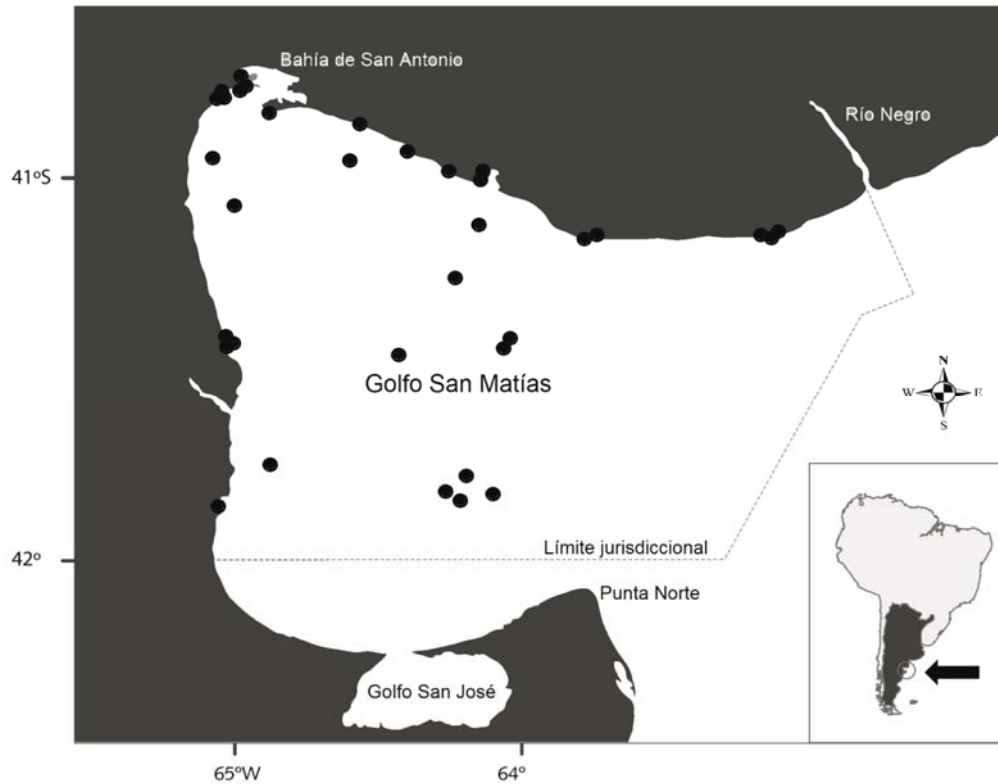 Bahía de San Antonio
Río Negro
41ºS
Golfo San Matías
N
W
E
S
42º
Límite jurisdiccional
Punta Norte
Golfo San José
65ºW
64º